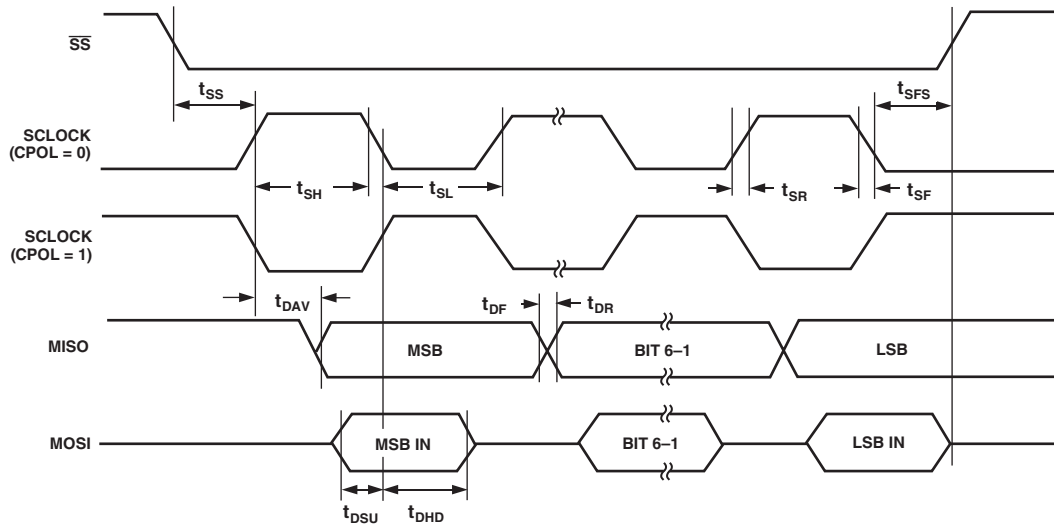 SS
tSS
tSFS
SCLOCK
(CPOL = 0)
tSH
tSL
tSR
tSF
SCLOCK
(CPOL = 1)
tDAV
tDF
tDR
MISO
MSB
BIT 6–1
LSB
MOSI
MSB IN
BIT 6–1
LSB IN
tDSU
tDHD